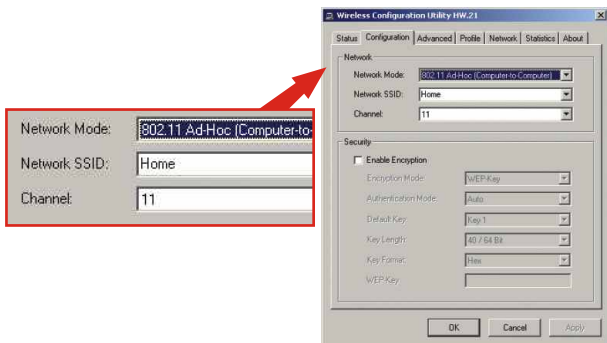 Wireless Configuration Utility HW.21
Status Configuration Advanced Profile Network Statistics About
Network
Network Mode: 802.11 Ad-Hoc (Computer-to-Computer)
Network SSID: Home
Channel: 11
Security
Enable Encryption
Encryption Mode: WEP-Key
Authentication Mode: Auto
Default Key: Key 1
Key Length: 40 / 64 Bit
Key Format: Hex
WEP-Key:
OK Cancel Apply
Network Mode: 802.11 Ad-Hoc (Computer-to-
Network SSID: Home
Channel: 11